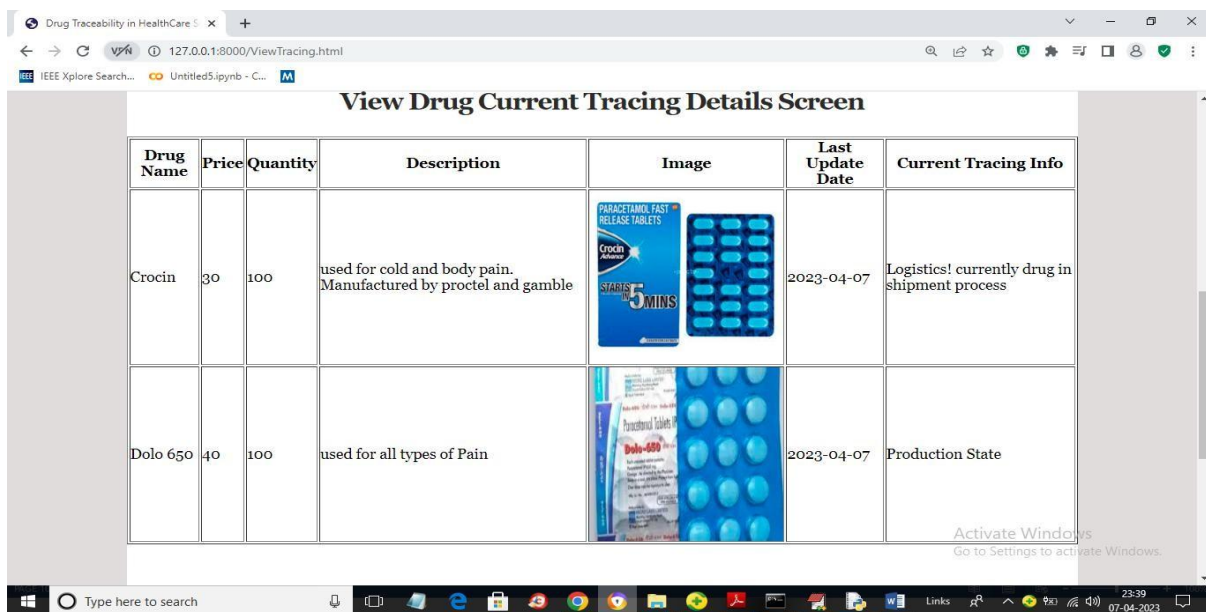 Drug Traceability in HealthCare S
VPN 127.0.0.1:8000/ViewTracing.html
IEEE IEEE Xplore Search... CO Untitled5.ipynb - C... M
View Drug Current Tracing Details Screen
Drug Name Price Quantity Description Image Last Update Date Current Tracing Info
Crocin 30 100 used for cold and body pain. Manufactured by proctel and gamble 2023-04-07 Logistics! currently drug in shipment process
PARACETAMOL FAST
RELEASE TABLETS
Crocin
Advance
STARTS
IN 5 MINS
Dolo 650 40 100 used for all types of Pain 2023-04-07 Production State
Paracetamol Tablets IP
Dolo-650
Activate Windows
Go to Settings to activate Windows.
Type here to search Links 23:39
07-04-2023